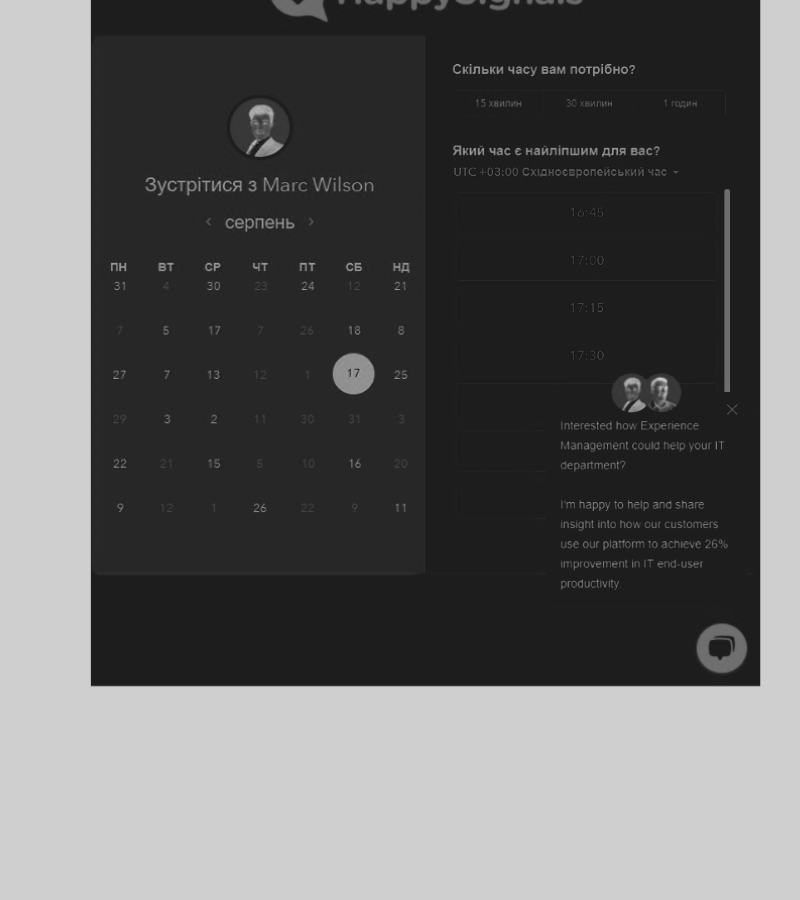 HappySignals
Зустрітися з Marc Wilson
серпень
ПН ВТ СР ЧТ ПТ СБ НД
31 4 30 23 24 12 21
7 5 17 7 26 18 8
27 7 13 12 1 17 25
29 3 2 11 30 31 3
22 21 15 5 10 16 20
9 12 1 26 22 9 11
Скільки часу вам потрібно?
15 хвилин 30 хвилин 1 годин
Який час є найліпшим для вас?
UTC +03:00 Східноєвропейський час
16:45
17:00
17:15
17:30
Interested how Experience
Management could help your IT
department?
I'm happy to help and share
insight into how our customers
use our platform to achieve 26%
improvement in IT end-user
productivity.